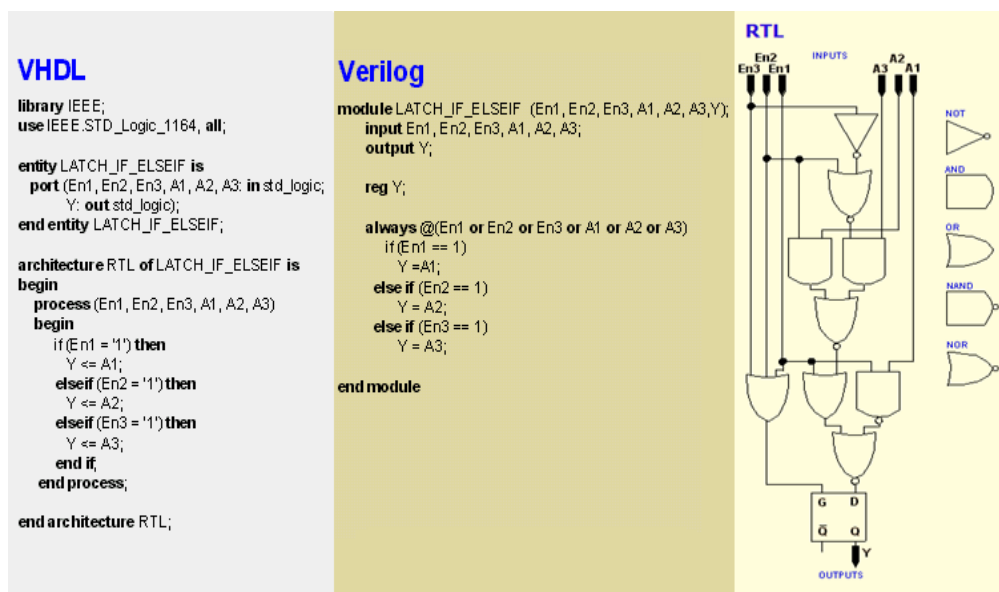 VHDL
library IEEE;
use IEEE.STD_Logic_1164, all;
entity LATCH_IF_ELSEIF is
port (En1, En2, En3, A1, A2, A3: in std_logic;
Y: out std_logic);
end entity LATCH_IF_ELSEIF;
architecture RTL of LATCH_IF_ELSEIF is
begin
process (En1, En2, En3, A1, A2, A3)
begin
if (En1 = '1') then
Y <= A1;
elseif (En2 = '1') then
Y <= A2;
elseif (En3 = '1') then
Y <= A3;
end if;
end process;
end architecture RTL;
Verilog
module LATCH_IF_ELSEIF (En1, En2, En3, A1, A2, A3,Y);
input En1, En2, En3, A1, A2, A3;
output Y;
reg Y;
always @(En1 or En2 or En3 or A1 or A2 or A3)
if (En1 == 1)
Y =A1;
else if (En2 == 1)
Y = A2;
else if (En3 == 1)
Y = A3;
end module
RTL
INPUTS
En2
En3 En1
A2
A3 A1
NOT
AND
OR
NAND
NOR
G D
Q Q
Y
OUTPUTS